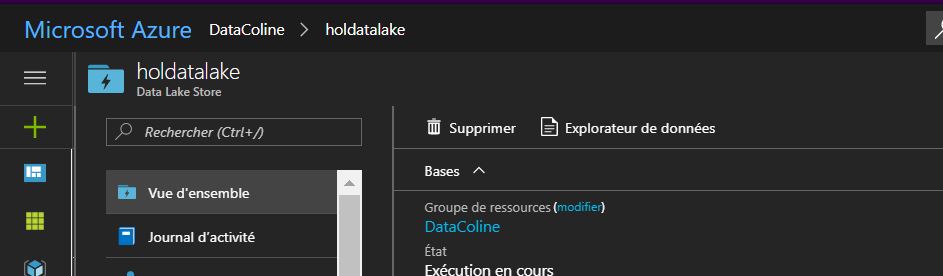 Microsoft Azure DataColine > holdatalake
holdatalake
Data Lake Store
Rechercher (Ctrl+/)
Supprimer Explorateur de données
Bases
Vue d'ensemble
Groupe de ressources (modifier)
DataColine
Journal d'activité
État
Exécution en cours